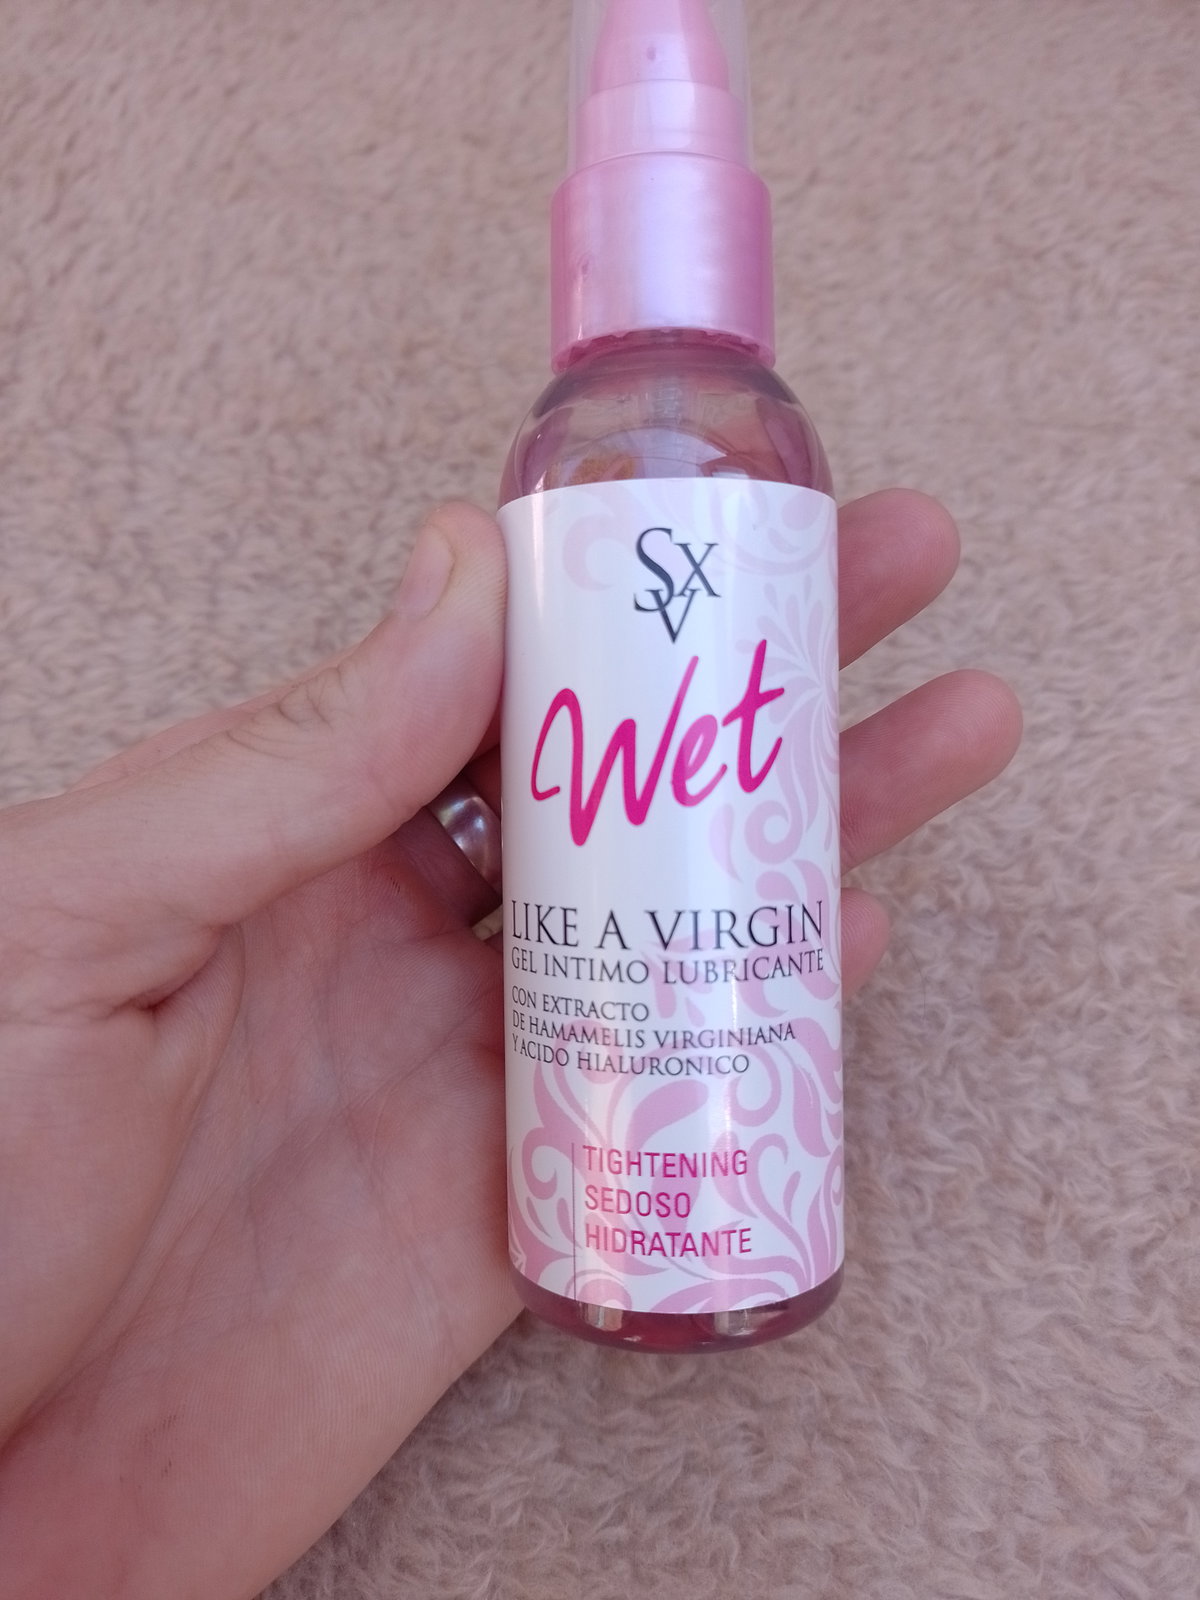 SXV
Wet
LIKE A VIRGIN
GEL INTIMO LUBRICANTE
CON EXTRACTO
DE HAMAMELIS VIRGINIANA
Y ACIDO HIALURONICO
TIGHTENING
SEDOSO
HIDRATANTE